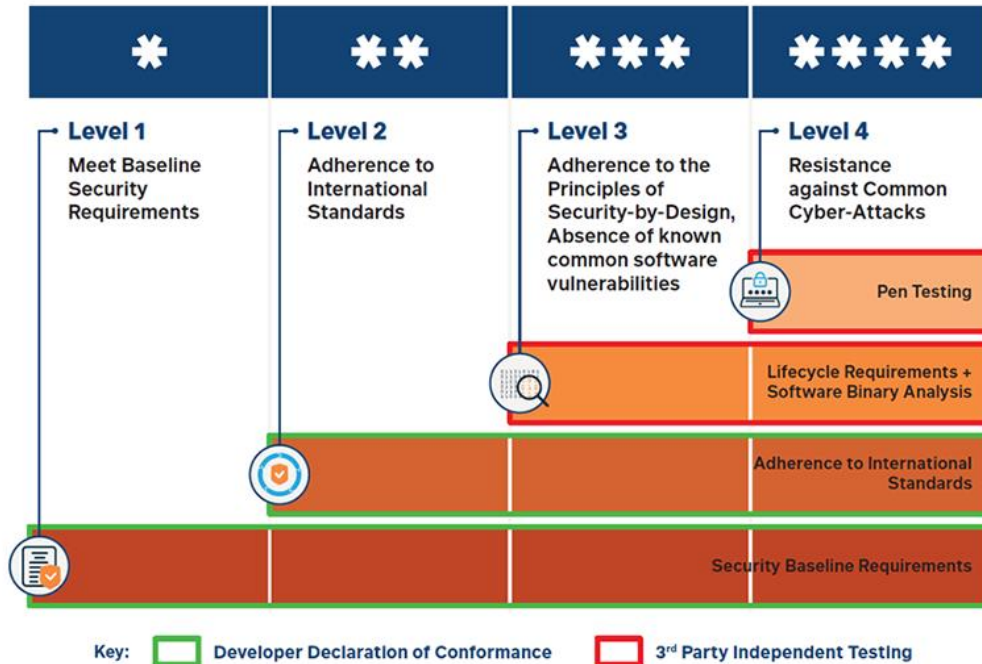 * ** *** ****
Level 1
Meet Baseline
Security
Requirements
Level 2
Adherence to
International
Standards
Level 3
Adherence to the
Principles of
Security-by-Design,
Absence of known
common software
vulnerabilities
Level 4
Resistance
against Common
Cyber-Attacks
Pen Testing
Lifecycle Requirements +
Software Binary Analysis
Adherence to International
Standards
Security Baseline Requirements
Key: Developer Declaration of Conformance 3rd Party Independent Testing